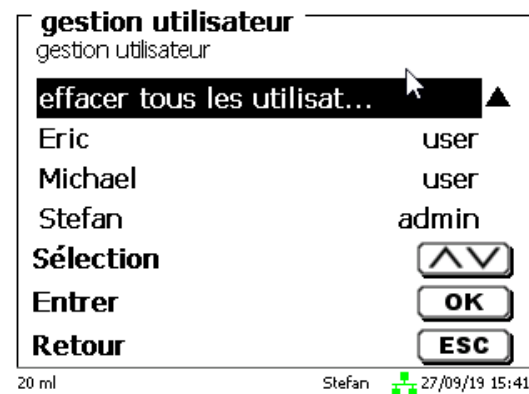 gestion utilisateur
gestion utilisateur
effacer tous les utilisat...
Eric user
Michael user
Stefan admin
Sélection
Entrer OK
Retour ESC
20 ml Stefan 27/09/19 15:41